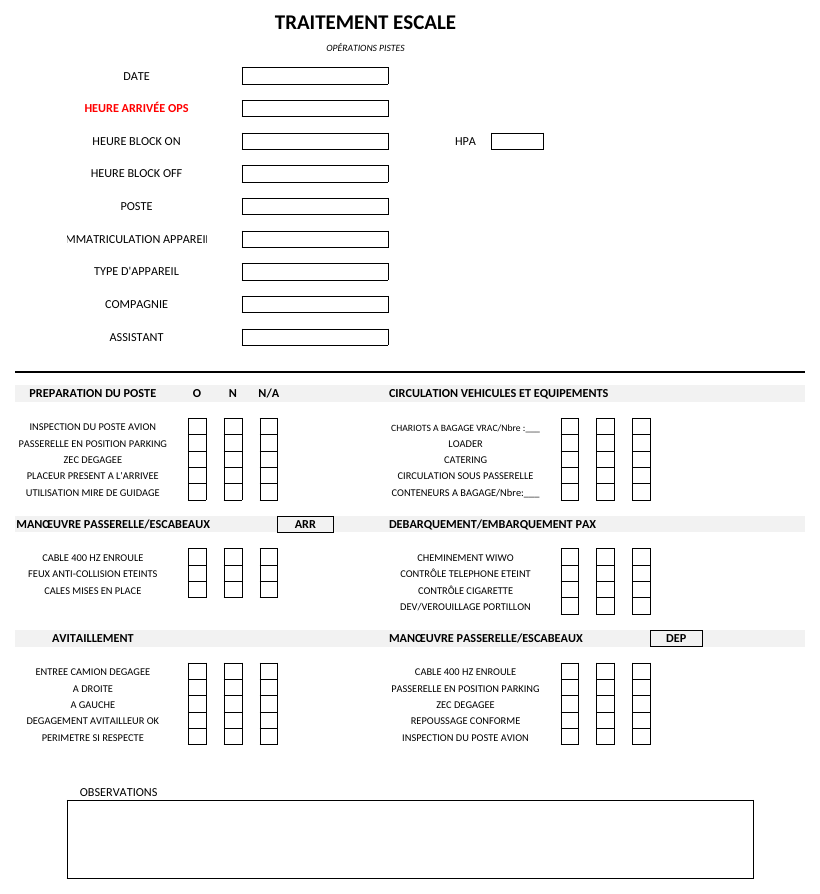 TRAITEMENT ESCALE
OPÉRATIONS PISTES
DATE
HEURE ARRIVÉE OPS
HEURE BLOCK ON HPA
HEURE BLOCK OFF
POSTE
MMATRICULATION APPAREIL
TYPE D'APPAREIL
COMPAGNIE
ASSISTANT
PREPARATION DU POSTE O N N/A
INSPECTION DU POSTE AVION
PASSERELLE EN POSITION PARKING
ZEC DEGAGEE
PLACEUR PRESENT A L'ARRIVEE
UTILISATION MIRE DE GUIDAGE
CIRCULATION VEHICULES ET EQUIPEMENTS
CHARIOTS A BAGAGE VRAC/Nbre :___
LOADER
CATERING
CIRCULATION SOUS PASSERELLE
CONTENEURS A BAGAGE/Nbre:___
MANŒUVRE PASSERELLE/ESCABEAUX ARR
CABLE 400 HZ ENROULE
FEUX ANTI-COLLISION ETEINTS
CALES MISES EN PLACE
DEBARQUEMENT/EMBARQUEMENT PAX
CHEMINEMENT WIWO
CONTRÔLE TELEPHONE ETEINT
CONTRÔLE CIGARETTE
DEV/VEROUILLAGE PORTILLON
AVITAILLEMENT
ENTREE CAMION DEGAGEE
A DROITE
A GAUCHE
DEGAGEMENT AVITAILLEUR OK
PERIMETRE SI RESPECTE
MANŒUVRE PASSERELLE/ESCABEAUX DEP
CABLE 400 HZ ENROULE
PASSERELLE EN POSITION PARKING
ZEC DEGAGEE
REPOUSSAGE CONFORME
INSPECTION DU POSTE AVION
OBSERVATIONS